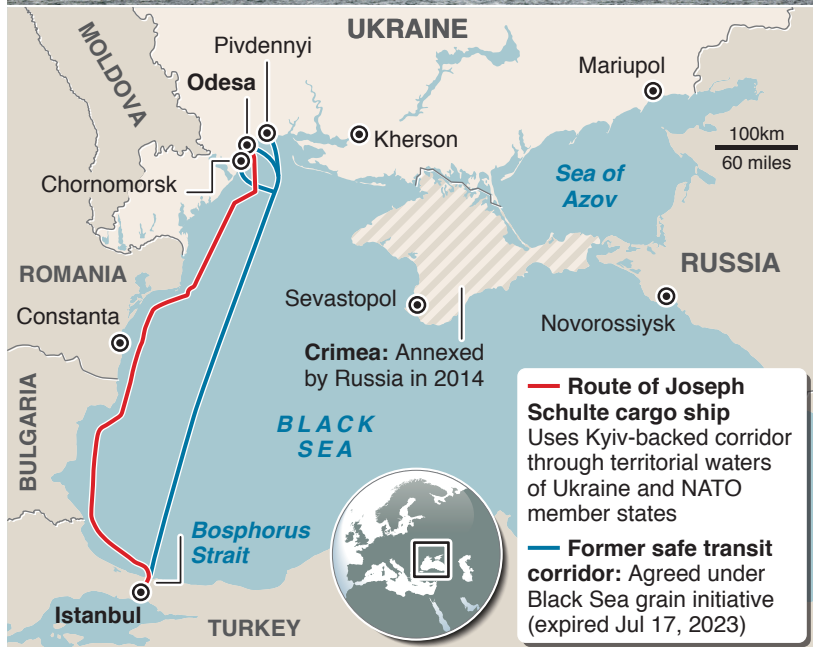 UKRAINE
MOLDOVA
Pivdennyi
Odesa
Mariupol
Kherson
100km
60 miles
Chornomorsk
Sea of
Azov
ROMANIA
RUSSIA
Constanta
Sevastopol
Novorossiysk
Crimea: Annexed
by Russia in 2014
BULGARIA
BLACK
SEA
Bosphorus
Strait
Istanbul
TURKEY
Route of Joseph
Schulte cargo ship
Uses Kyiv-backed corridor
through territorial waters
of Ukraine and NATO
member states
Former safe transit
corridor: Agreed under
Black Sea grain initiative
(expired Jul 17, 2023)